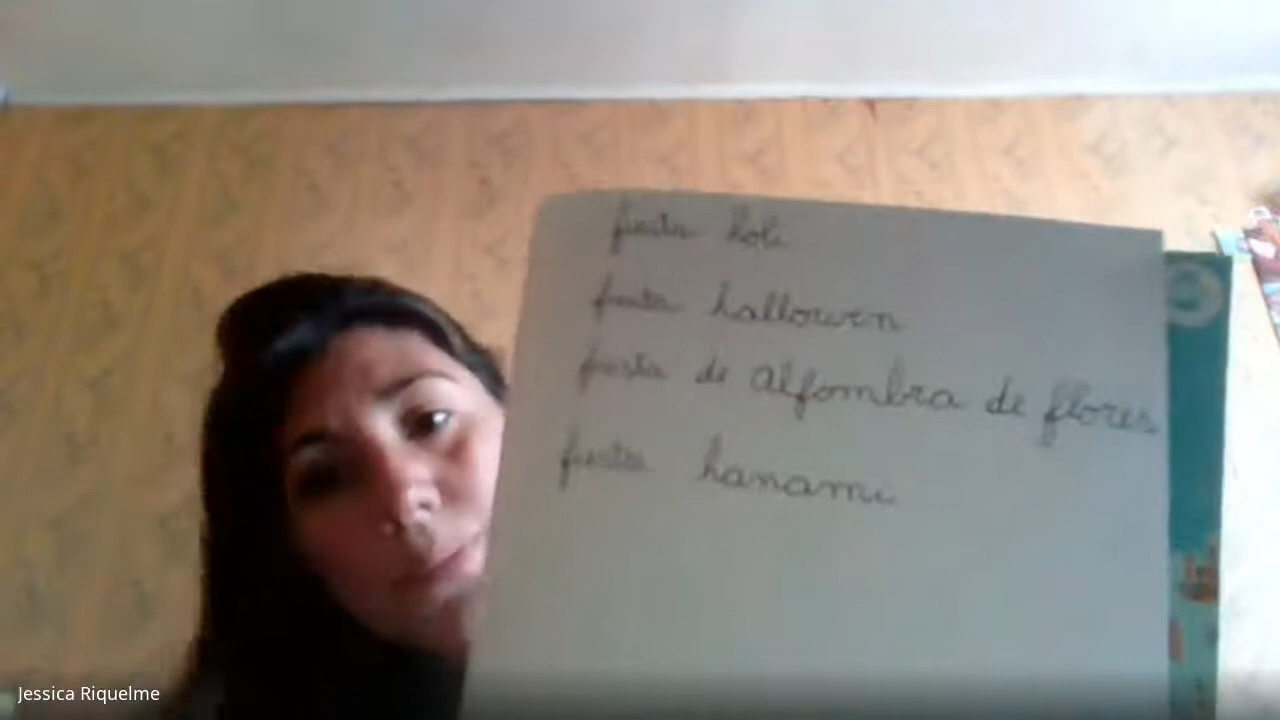 fiesta holi
fiesta hallowen
fiesta de alfombra de flores
fiesta hanami
Jessica Riquelme